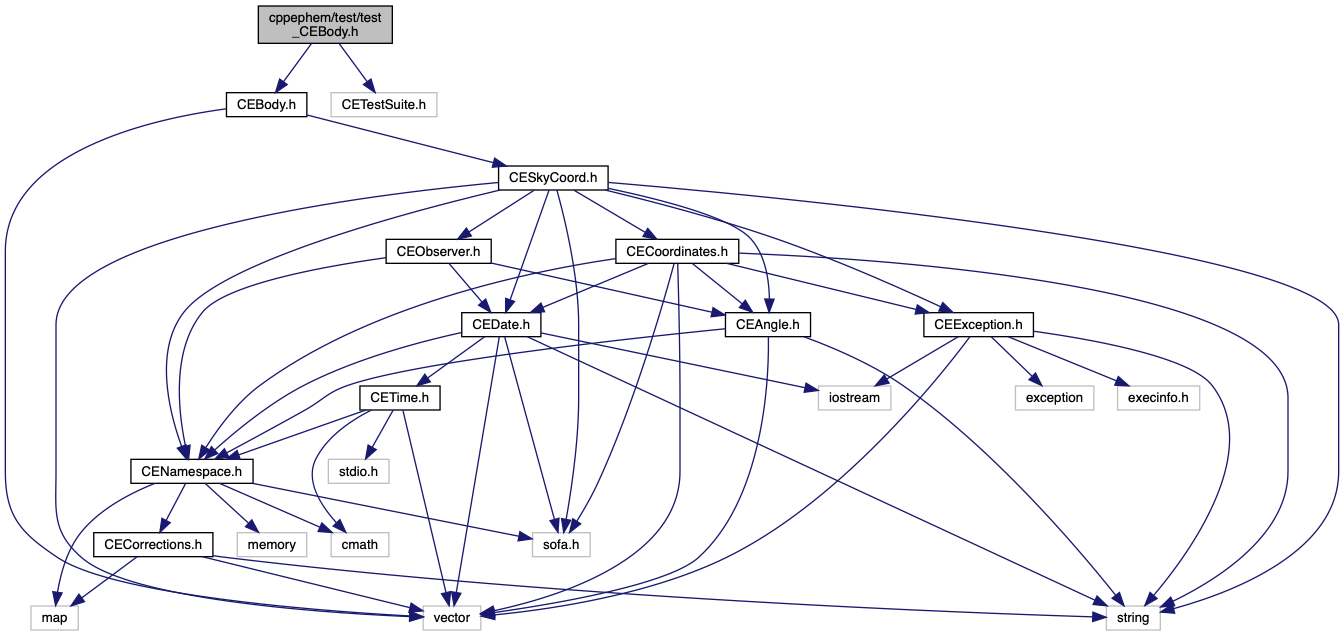 cppephem/test/test
_CEBody.h
CEBody.h
CETestSuite.h
CESkyCoord.h
CEObserver.h
CECoordinates.h
CEDate.h
CEAngle.h
CEException.h
CETime.h
iostream
exception
execinfo.h
CENamespace.h
stdio.h
CECorrections.h
memory
cmath
sofa.h
map
vector
string